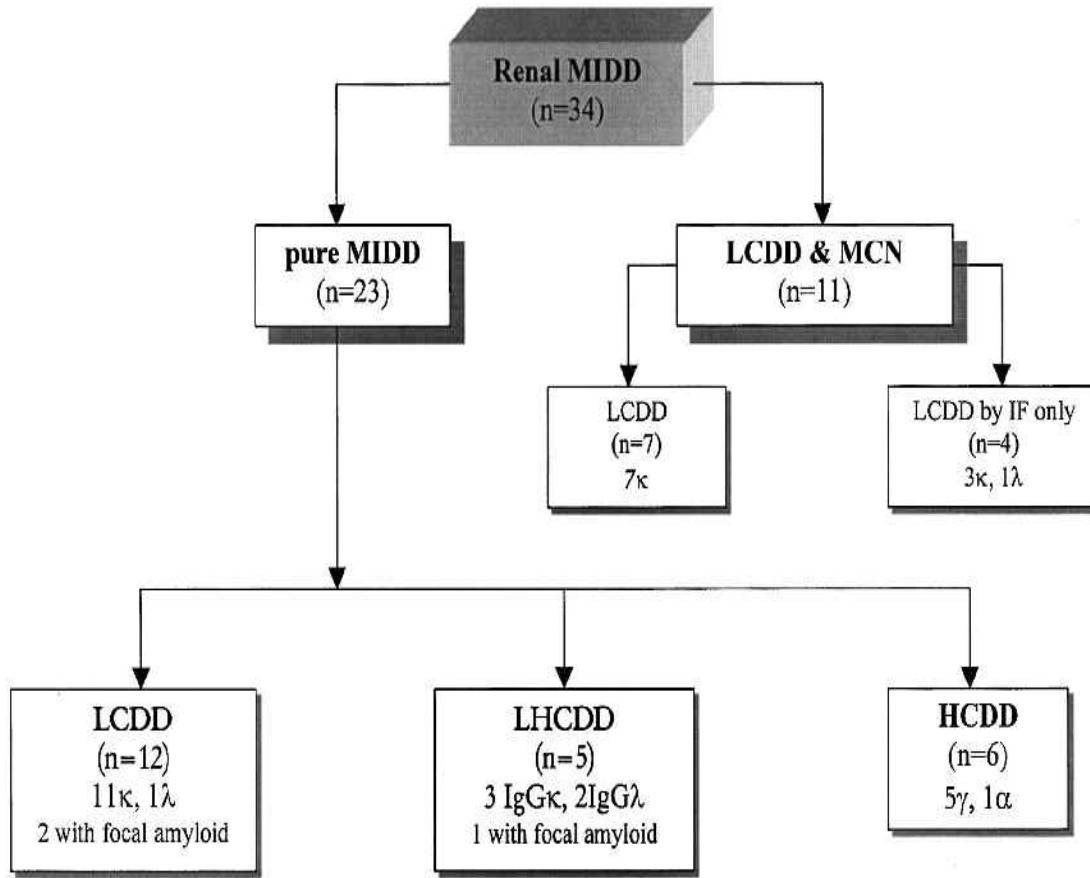 Renal MIDD
(n=34)
pure MIDD
(n=23)
LCDD & MCN
(n=11)
LCDD
(n=7)
7κ
LCDD by IF only
(n=4)
3κ, 1λ
LCDD
(n=12)
11κ, 1λ
2 with focal amyloid
LHCDD
(n=5)
3 IgGκ, 2IgGλ
1 with focal amyloid
HCDD
(n=6)
5γ, 1α